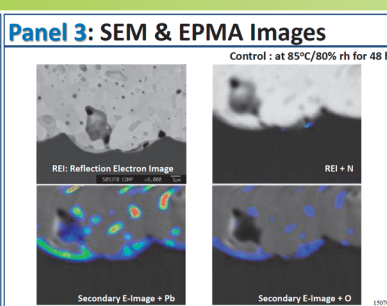 Panel 3: SEM & EPMA Images
Control : at 85°C/80% rh for 48 h
REI: Reflection Electron Image
REI + N
Secondary E-Image + Pb
Secondary E-Image + O